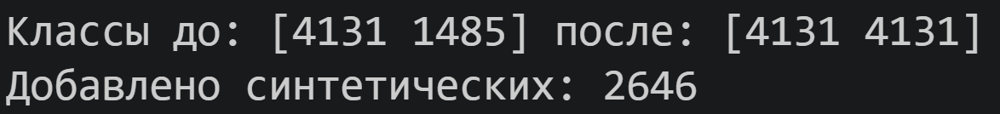 Классы до: [4131 1485] после: [4131 4131]
Добавлено синтетических: 2646